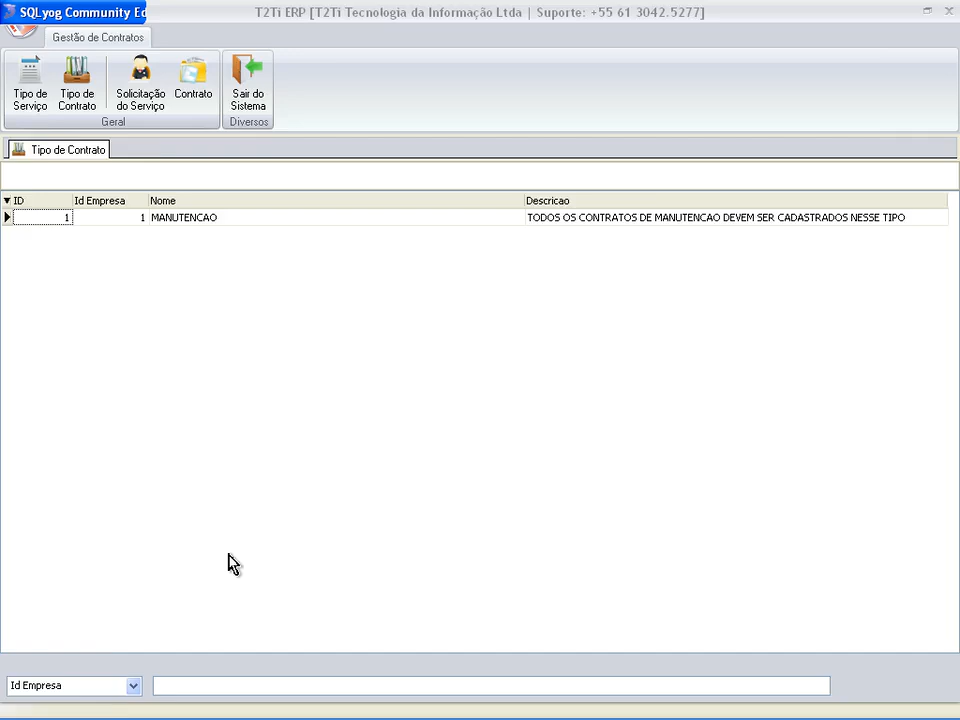 SQLyog Community Ed
T2Ti ERP [T2Ti Tecnologia da Informação Ltda | Suporte: +55 61 3042.5277]
Gestão de Contratos
Tipo de Serviço
Tipo de Contrato
Solicitação do Serviço
Contrato
Sair do Sistema
Geral
Diversos
Tipo de Contrato
ID Id Empresa Nome Descricao
1 1 MANUTENCAO TODOS OS CONTRATOS DE MANUTENCAO DEVEM SER CADASTRADOS NESSE TIPO
Id Empresa